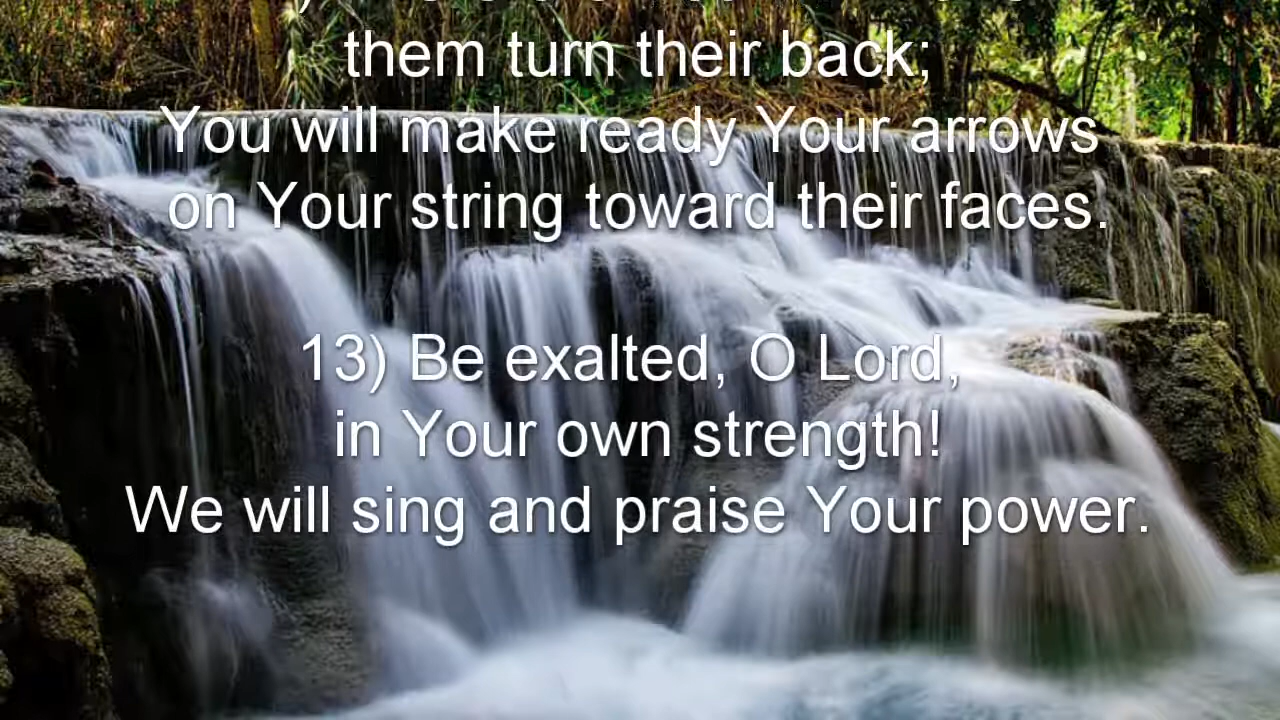 them turn their back;
You will make ready Your arrows
on Your string toward their faces.
13) Be exalted, O Lord,
in Your own strength!
We will sing and praise Your power.